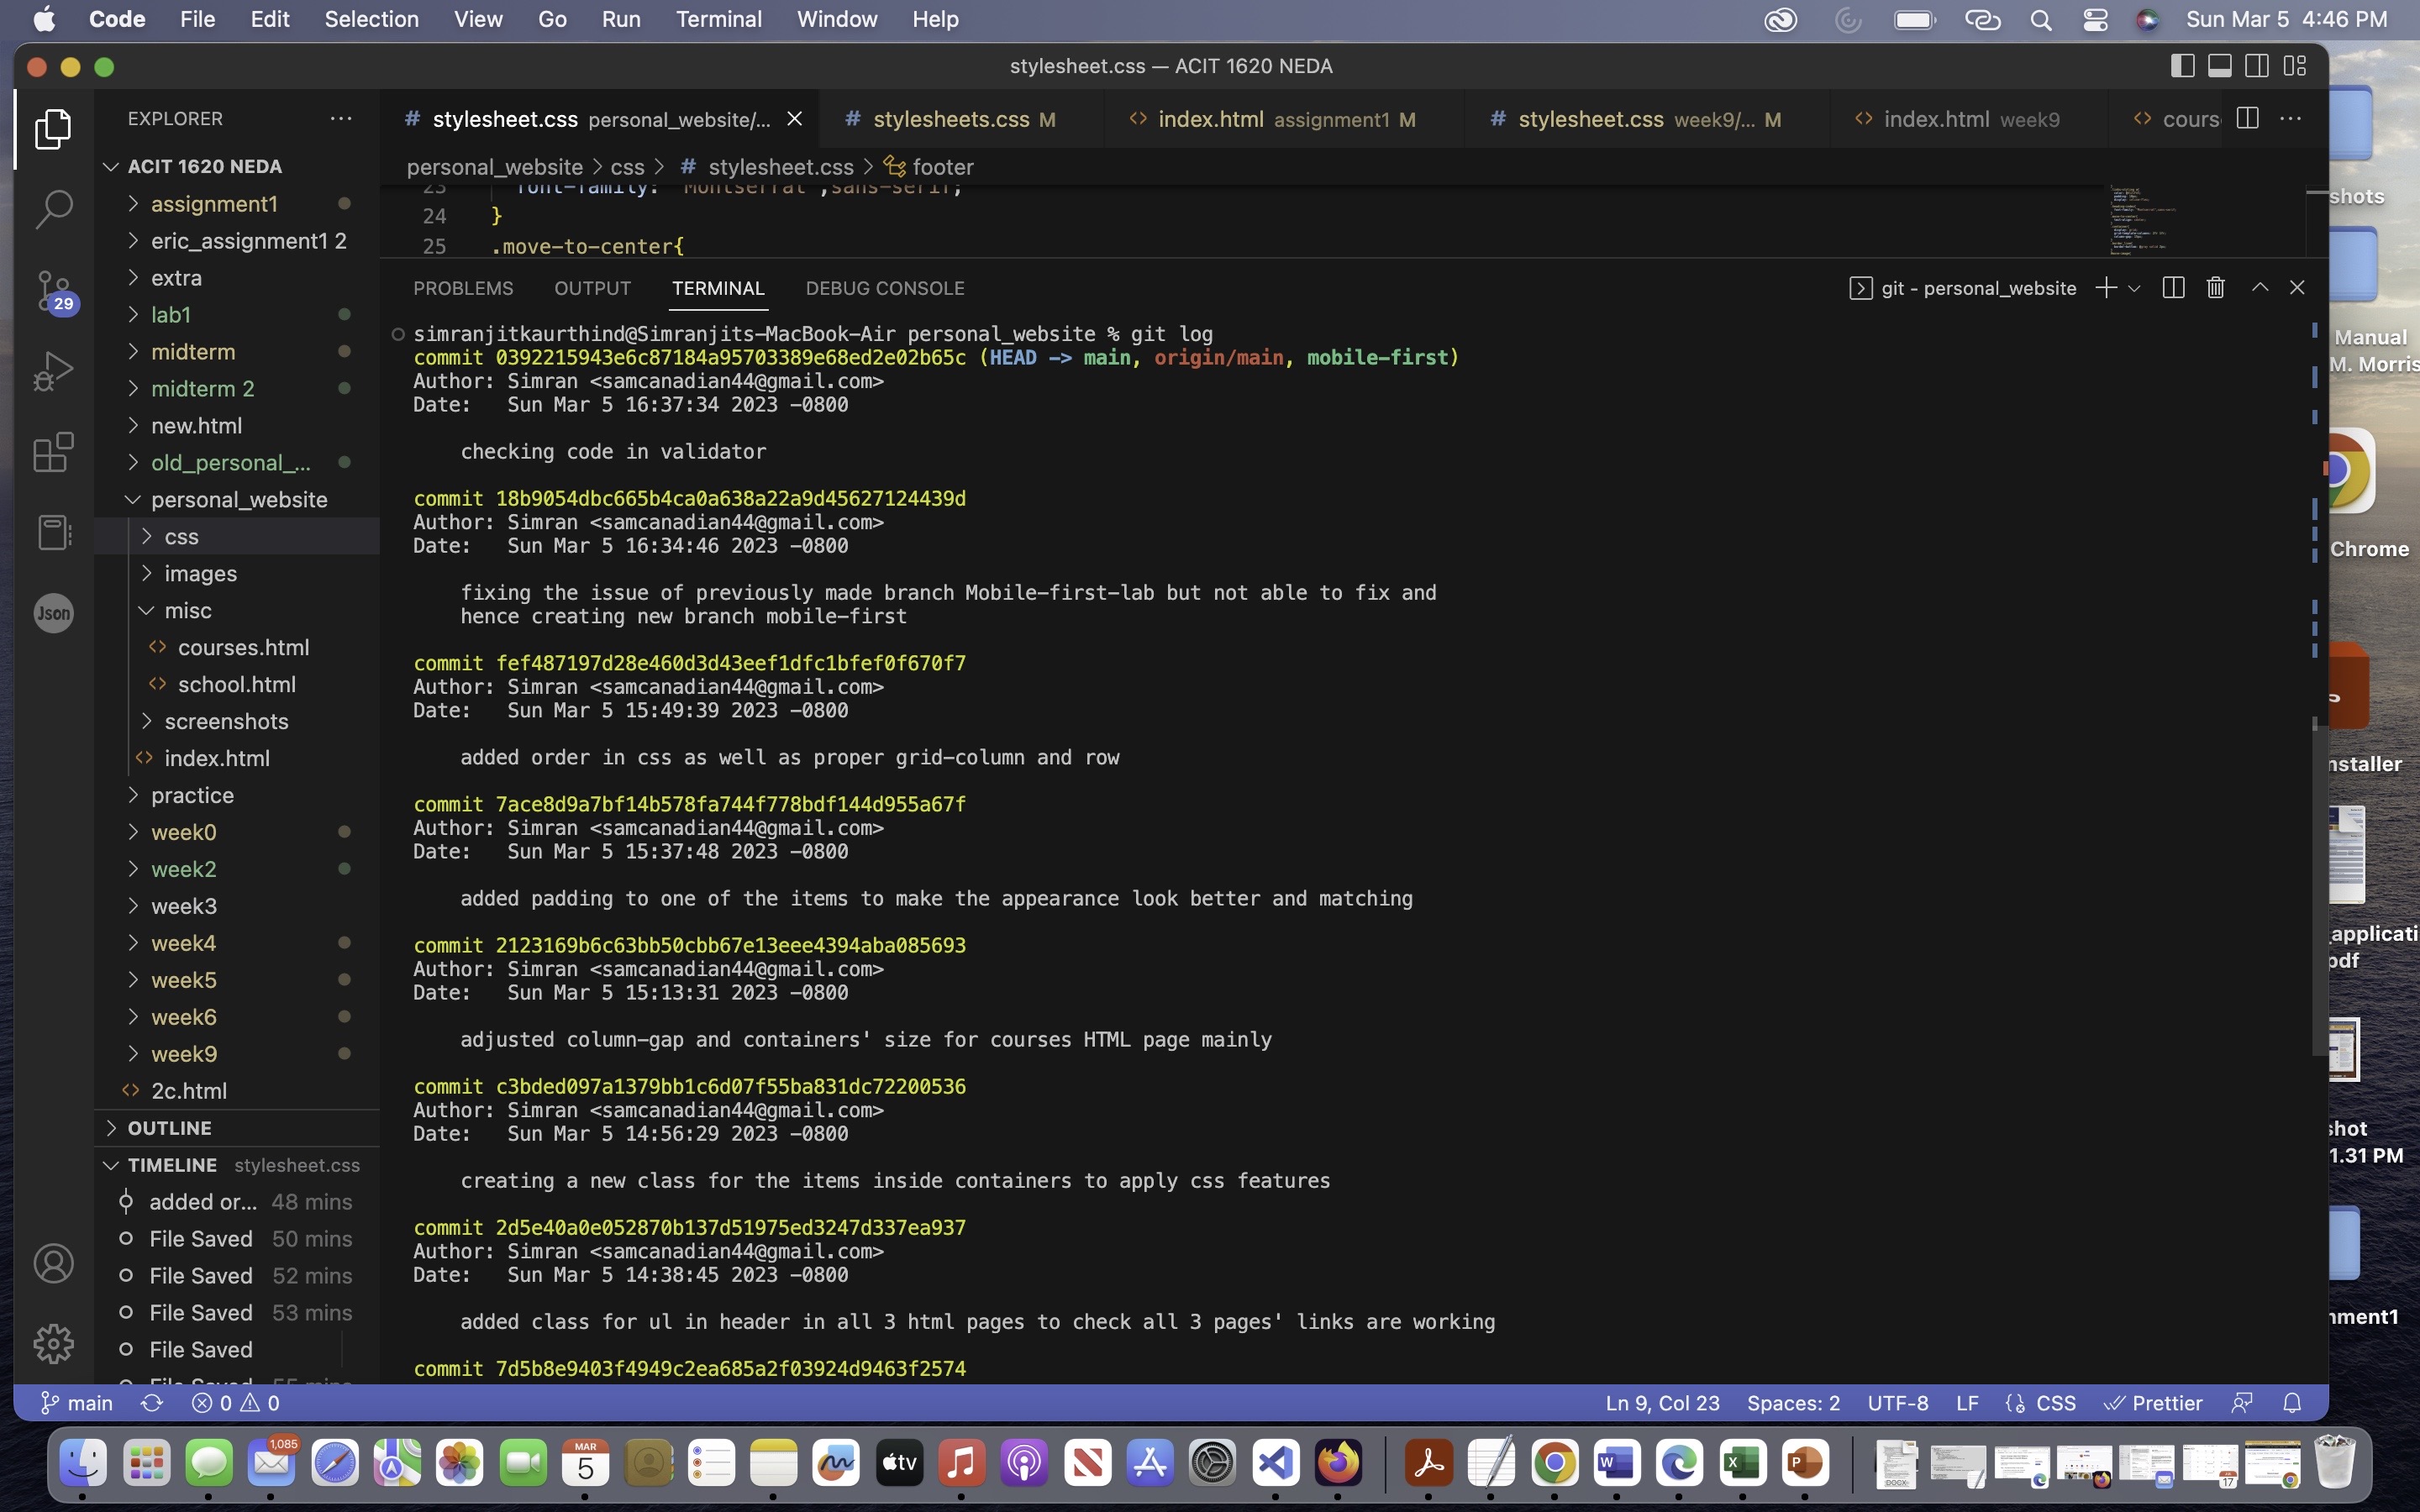 Code File Edit Selection View Go Run Terminal Window Help Sun Mar 5 4:46 PM
stylesheet.css — ACIT 1620 NEDA
EXPLORER
# stylesheet.css personal_website/... # stylesheets.css M <> index.html assignment1 M # stylesheet.css week9/... M <> index.html week9 <> cours
personal_website > css > # stylesheet.css > footer
ACIT 1620 NEDA
assignment1
eric_assignment1 2
extra
lab1
midterm
midterm 2
new.html
old_personal_...
personal_website
css
images
misc
<> courses.html
<> school.html
screenshots
<> index.html
practice
week0
week2
week3
week4
week5
week6
week9
<> 2c.html
OUTLINE
TIMELINE stylesheet.css
added or... 48 mins
File Saved 50 mins
File Saved 52 mins
File Saved 53 mins
File Saved
29
Json
23 font-family: "Montserrat",sans-serif;
24 }
25 .move-to-center{
PROBLEMS OUTPUT TERMINAL DEBUG CONSOLE git - personal_website
simranjitkaurthind@Simranjits-MacBook-Air personal_website % git log
commit 0392215943e6c87184a95703389e68ed2e02b65c (HEAD -> main, origin/main, mobile-first)
Author: Simran <samcanadian44@gmail.com>
Date: Sun Mar 5 16:37:34 2023 -0800
checking code in validator
commit 18b9054dbc665b4ca0a638a22a9d45627124439d
Author: Simran <samcanadian44@gmail.com>
Date: Sun Mar 5 16:34:46 2023 -0800
fixing the issue of previously made branch Mobile-first-lab but not able to fix and
hence creating new branch mobile-first
commit fef487197d28e460d3d43eef1dfc1bfef0f670f7
Author: Simran <samcanadian44@gmail.com>
Date: Sun Mar 5 15:49:39 2023 -0800
added order in css as well as proper grid-column and row
commit 7ace8d9a7bf14b578fa744f778bdf144d955a67f
Author: Simran <samcanadian44@gmail.com>
Date: Sun Mar 5 15:37:48 2023 -0800
added padding to one of the items to make the appearance look better and matching
commit 2123169b6c63bb50cbb67e13eee4394aba085693
Author: Simran <samcanadian44@gmail.com>
Date: Sun Mar 5 15:13:31 2023 -0800
adjusted column-gap and containers' size for courses HTML page mainly
commit c3bded097a1379bb1c6d07f55ba831dc72200536
Author: Simran <samcanadian44@gmail.com>
Date: Sun Mar 5 14:56:29 2023 -0800
creating a new class for the items inside containers to apply css features
commit 2d5e40a0e052870b137d51975ed3247d337ea937
Author: Simran <samcanadian44@gmail.com>
Date: Sun Mar 5 14:38:45 2023 -0800
added class for ul in header in all 3 html pages to check all 3 pages' links are working
commit 7d5b8e9403f4949c2ea685a2f03924d9463f2574
main 0 0 Ln 9, Col 23 Spaces: 2 UTF-8 LF CSS Prettier
shots
Manual
M. Morris
Chrome
nstaller
_applicati
pdf
shot
1.31 PM
nment1
1,085
MAR
5
tv
W
X
P
DOCX
17